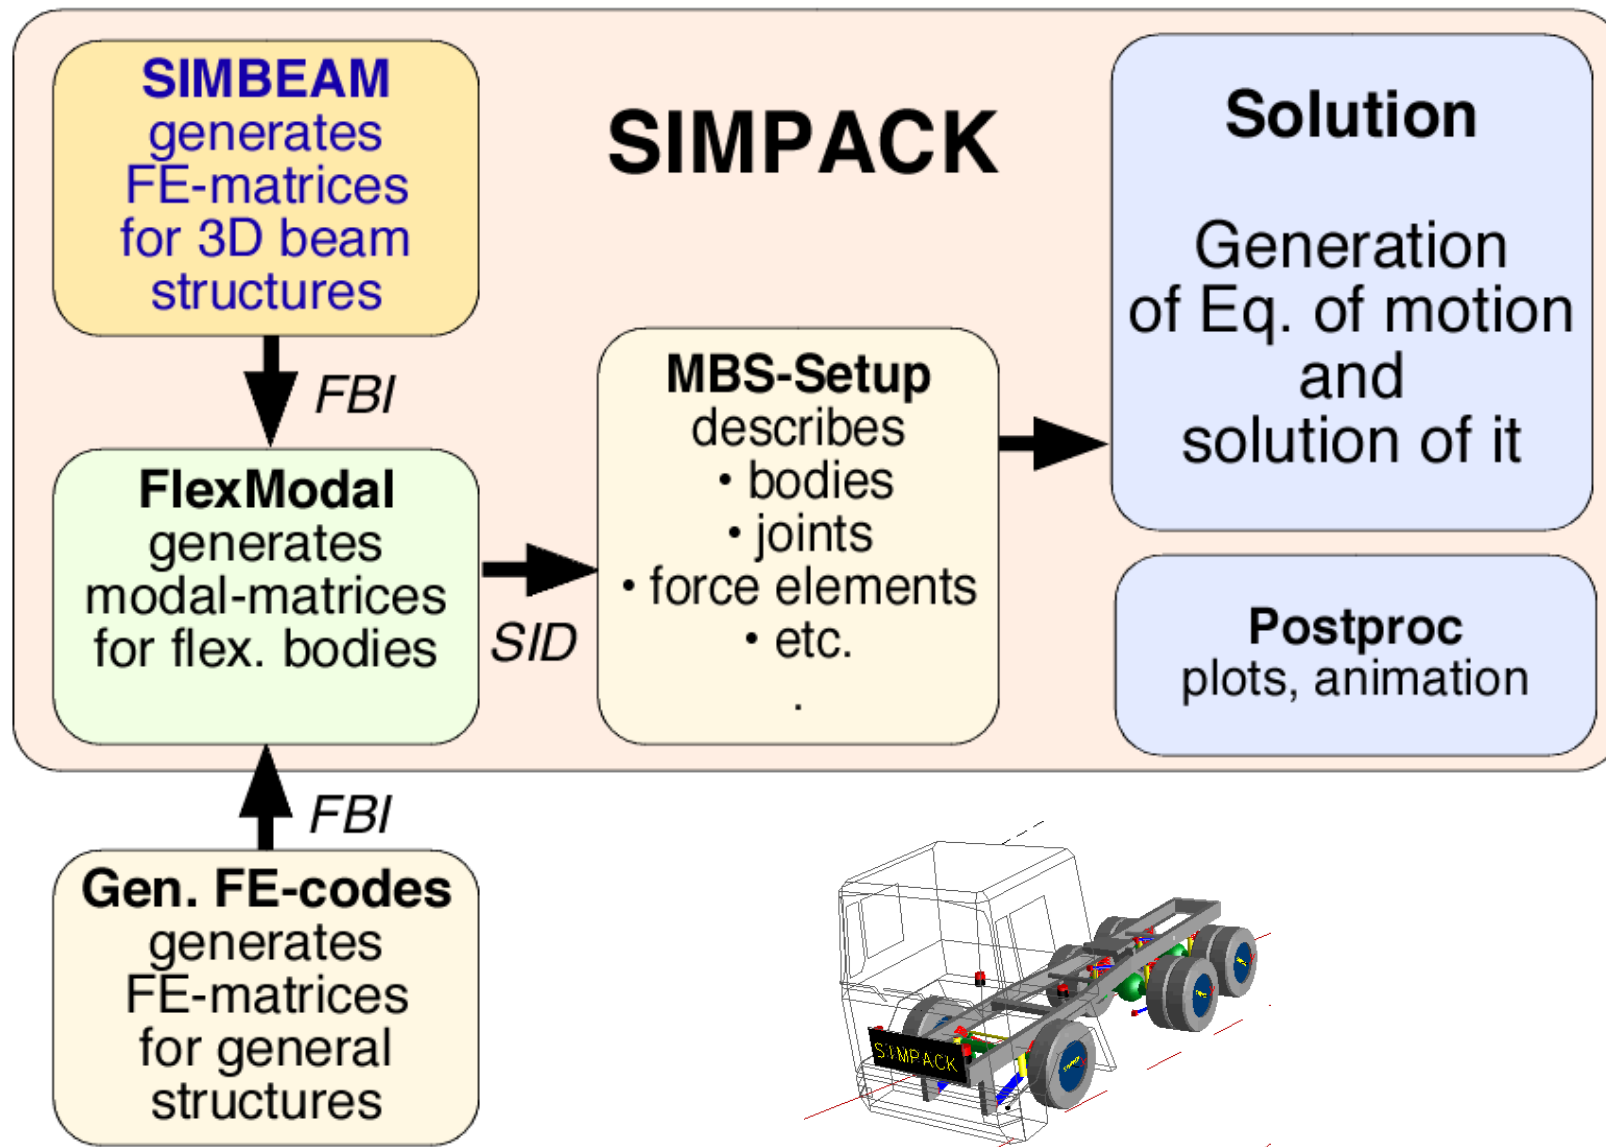 SIMBEAM
generates
FE-matrices
for 3D beam
structures
SIMPACK
Solution
Generation
of Eq. of motion
and
solution of it
FBI
MBS-Setup
describes
• bodies
• joints
• force elements
• etc.
.
FlexModal
generates
modal-matrices
for flex. bodies
SID
Postproc
plots, animation
FBI
Gen. FE-codes
generates
FE-matrices
for general
structures
SIMPACK